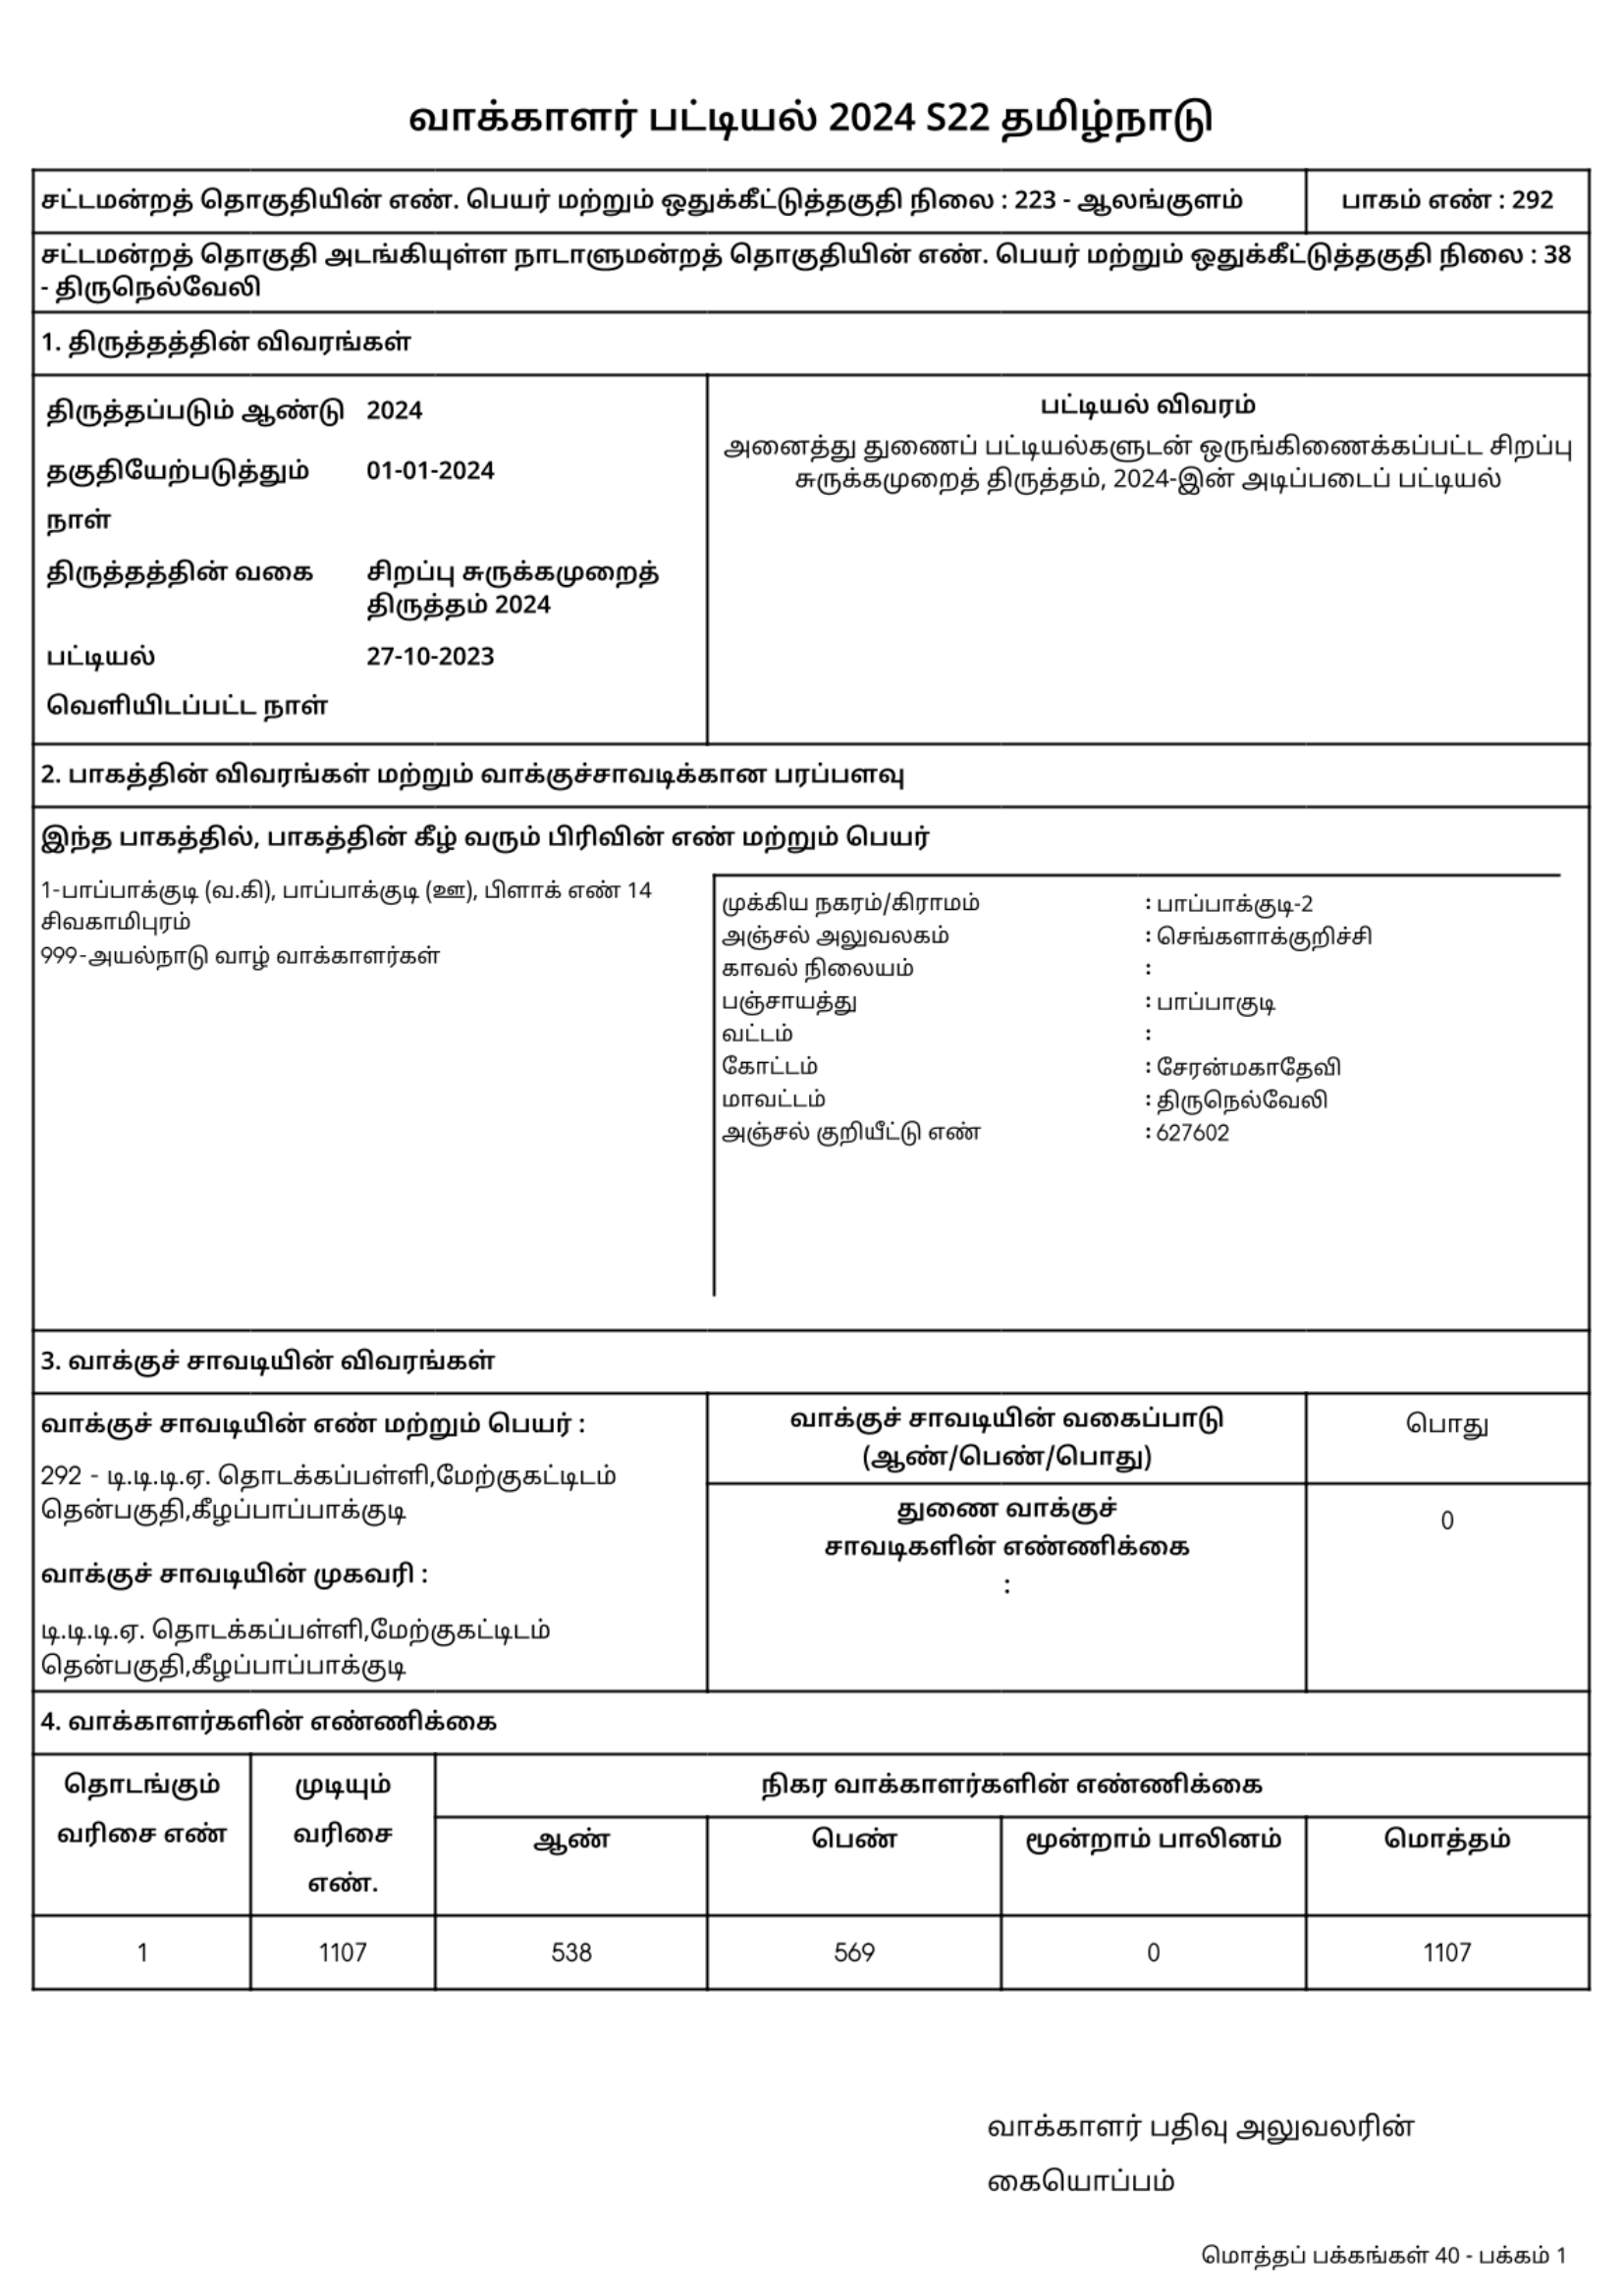 வாக்காளர் பட்டியல் 2024 S22 தமிழ்நாடு
சட்டமன்றத் தொகுதியின் எண். பெயர் மற்றும் ஒதுக்கீட்டுத்தகுதி நிலை : 223 - ஆலங்குளம்
பாகம் எண் : 292
சட்டமன்றத் தொகுதி அடங்கியுள்ள நாடாளுமன்றத் தொகுதியின் எண். பெயர் மற்றும் ஒதுக்கீட்டுத்தகுதி நிலை : 38
- திருநெல்வேலி
1. திருத்தத்தின் விவரங்கள்
திருத்தப்படும் ஆண்டு 2024
தகுதியேற்படுத்தும் 01-01-2024
நாள்
திருத்தத்தின் வகை சிறப்பு சுருக்கமுறைத்
திருத்தம் 2024
பட்டியல் 27-10-2023
வெளியிடப்பட்ட நாள்
பட்டியல் விவரம்
அனைத்து துணைப் பட்டியல்களுடன் ஒருங்கிணைக்கப்பட்ட சிறப்பு
சுருக்கமுறைத் திருத்தம், 2024-இன் அடிப்படைப் பட்டியல்
2. பாகத்தின் விவரங்கள் மற்றும் வாக்குச்சாவடிக்கான பரப்பளவு
இந்த பாகத்தில், பாகத்தின் கீழ் வரும் பிரிவின் எண் மற்றும் பெயர்
1-பாப்பாக்குடி (வ.கி), பாப்பாக்குடி (ஊ), பிளாக் எண் 14
சிவகாமிபுரம்
999-அயல்நாடு வாழ் வாக்காளர்கள்
முக்கிய நகரம்/கிராமம் : பாப்பாக்குடி-2
அஞ்சல் அலுவலகம் : செங்களாக்குறிச்சி
காவல் நிலையம் :
பஞ்சாயத்து : பாப்பாகுடி
வட்டம் :
கோட்டம் : சேரன்மகாதேவி
மாவட்டம் : திருநெல்வேலி
அஞ்சல் குறியீட்டு எண் : 627602
3. வாக்குச் சாவடியின் விவரங்கள்
வாக்குச் சாவடியின் எண் மற்றும் பெயர் :
292 - டி.டி.டி.ஏ. தொடக்கப்பள்ளி,மேற்குகட்டிடம்
தென்பகுதி,கீழப்பாப்பாக்குடி
வாக்குச் சாவடியின் முகவரி :
டி.டி.டி.ஏ. தொடக்கப்பள்ளி,மேற்குகட்டிடம்
தென்பகுதி,கீழப்பாப்பாக்குடி
வாக்குச் சாவடியின் வகைப்பாடு
(ஆண்/பெண்/பொது)
பொது
துணை வாக்குச்
சாவடிகளின் எண்ணிக்கை
:
0
4. வாக்காளர்களின் எண்ணிக்கை
தொடங்கும்
வரிசை எண்
முடியும்
வரிசை
எண்.
நிகர வாக்காளர்களின் எண்ணிக்கை
ஆண் பெண் மூன்றாம் பாலினம் மொத்தம்
1 1107 538 569 0 1107
வாக்காளர் பதிவு அலுவலரின்
கையொப்பம்
மொத்தப் பக்கங்கள் 40 - பக்கம் 1